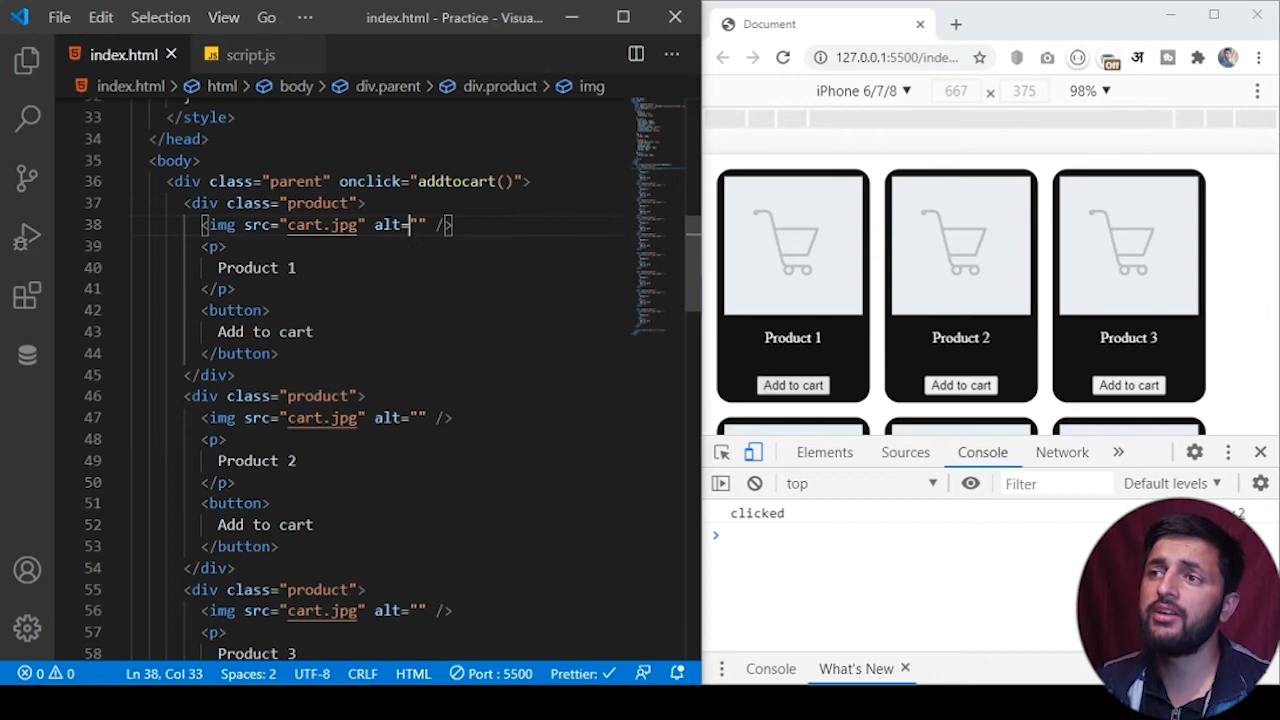 File Edit Selection View Go ··· index.html - Practice - Visua...
index.html script.js
index.html > html > body > div.parent > div.product > img
33 </style>
34 </head>
35 <body>
36 <div class="parent" onclick="addtocart()">
37 <div class="product">
38 <img src="cart.jpg" alt="" />
39 <p>
40 Product 1
41 </p>
42 <button>
43 Add to cart
44 </button>
45 </div>
46 <div class="product">
47 <img src="cart.jpg" alt="" />
48 <p>
49 Product 2
50 </p>
51 <button>
52 Add to cart
53 </button>
54 </div>
55 <div class="product">
56 <img src="cart.jpg" alt="" />
57 <p>
58 Product 3
0 0 Ln 38, Col 33 Spaces: 2 UTF-8 CRLF HTML Port : 5500 Prettier: ✓
Document
127.0.0.1:5500/inde...
Off अ
iPhone 6/7/8 ▼ 667 × 375 98% ▼
Product 1 Product 2 Product 3
Add to cart Add to cart Add to cart
Elements Sources Console Network »
top ▼ Filter Default levels ▼
clicked :2
>
Console What's New ×